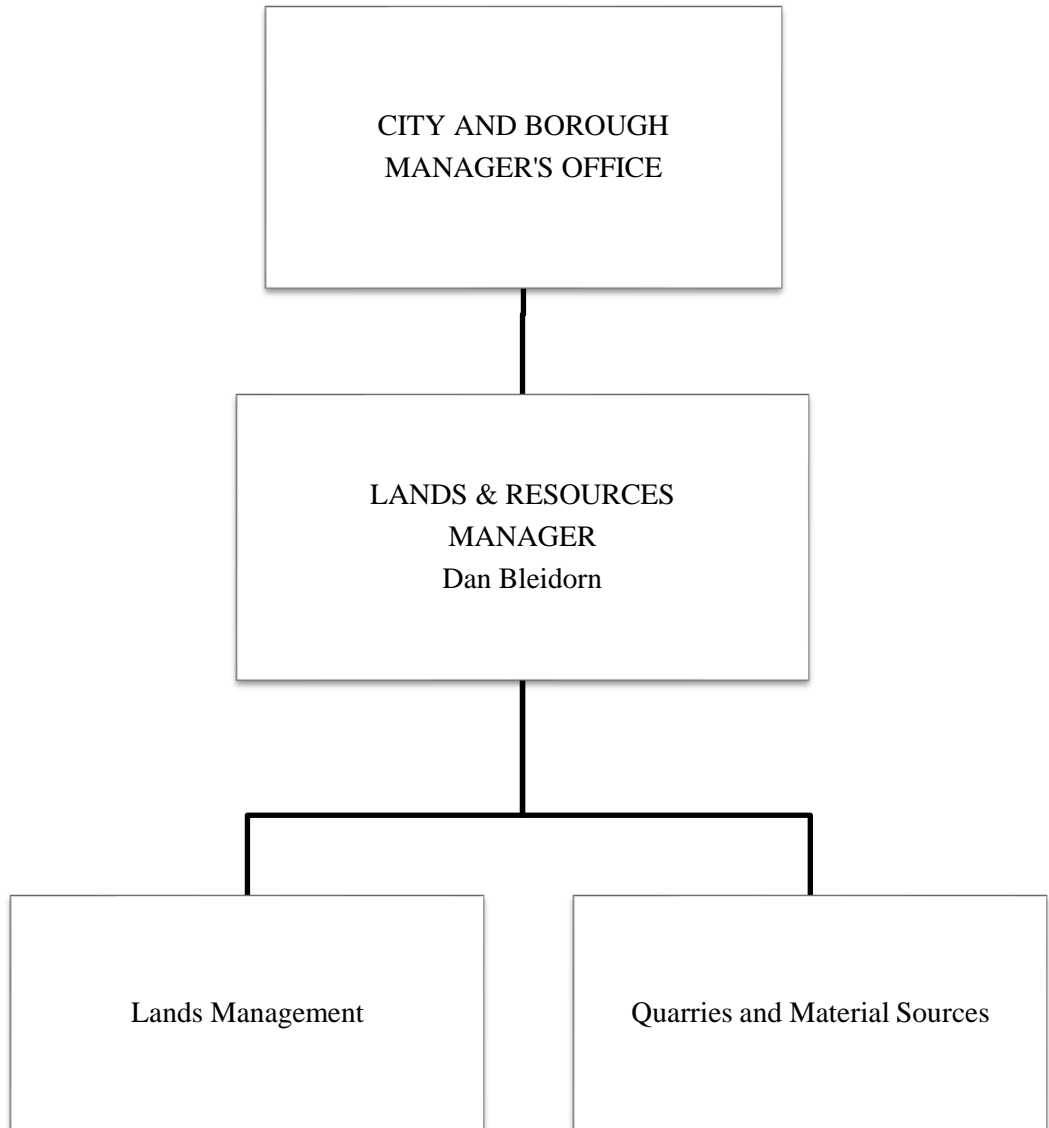 CITY AND BOROUGH
MANAGER'S OFFICE
LANDS & RESOURCES
MANAGER
Dan Bleidorn
Lands Management
Quarries and Material Sources